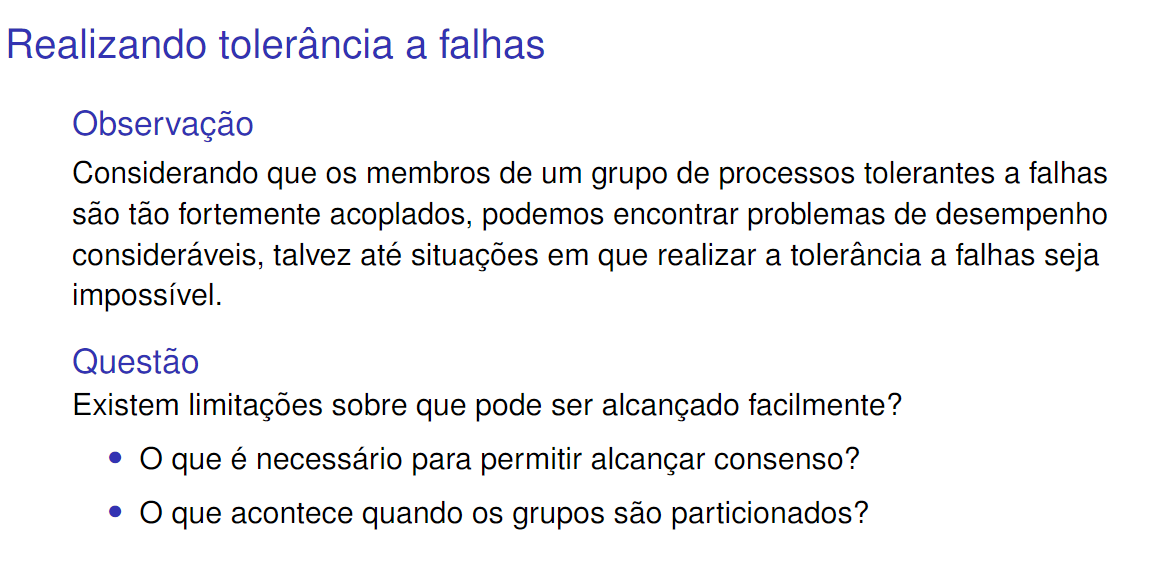 Realizando tolerância a falhas
Observação
Considerando que os membros de um grupo de processos tolerantes a falhas
são tão fortemente acoplados, podemos encontrar problemas de desempenho
consideráveis, talvez até situações em que realizar a tolerância a falhas seja
impossível.
Questão
Existem limitações sobre que pode ser alcançado facilmente?
• O que é necessário para permitir alcançar consenso?
• O que acontece quando os grupos são particionados?